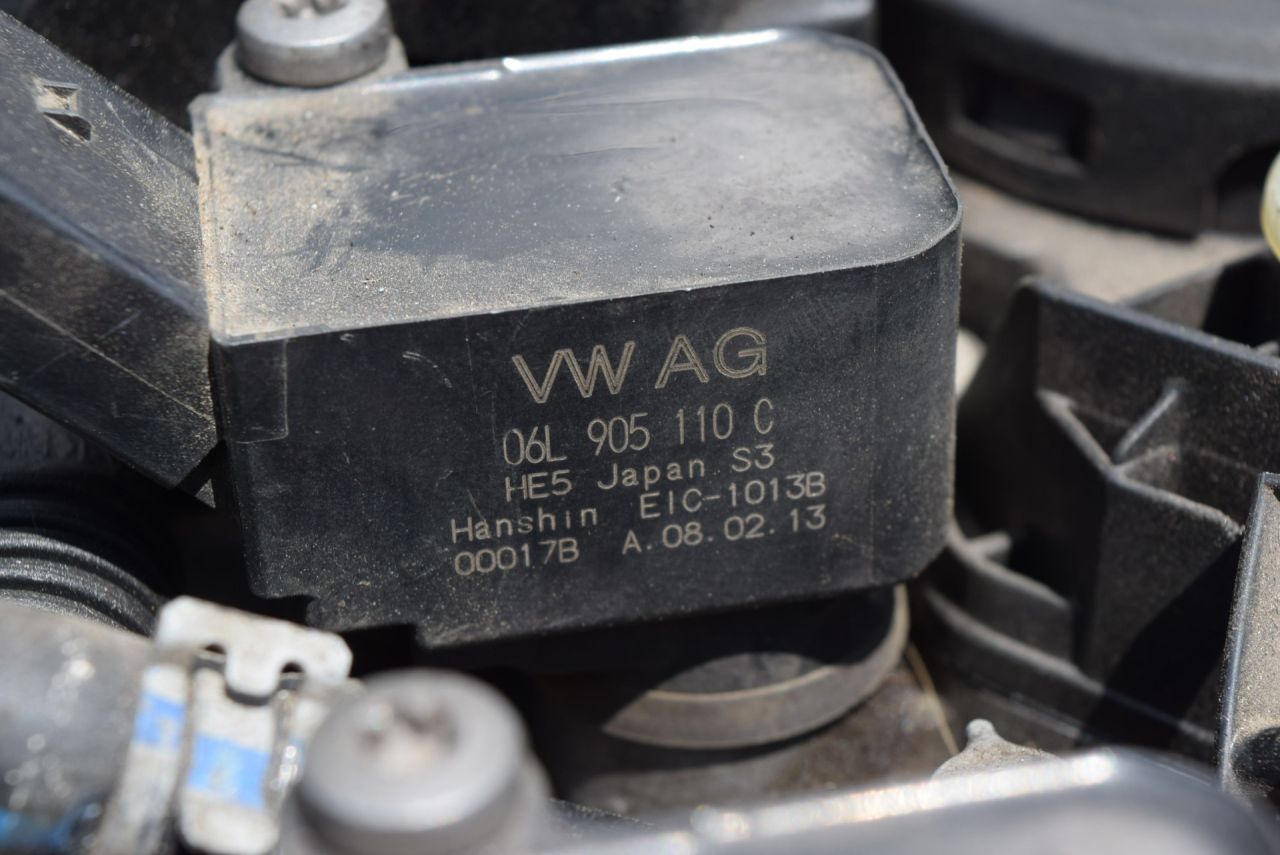 VW AG
06L 905 110 C
HE5 Japan S3
Hanshin EIC-1013B
00017B A.08.02.13